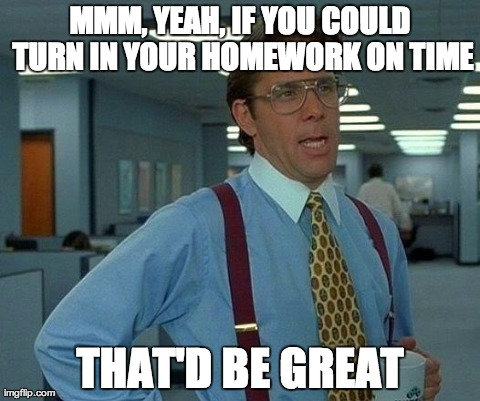 MMM, YEAH, IF YOU COULD
TURN IN YOUR HOMEWORK ON TIME
THAT'D BE GREAT
imgflip.com